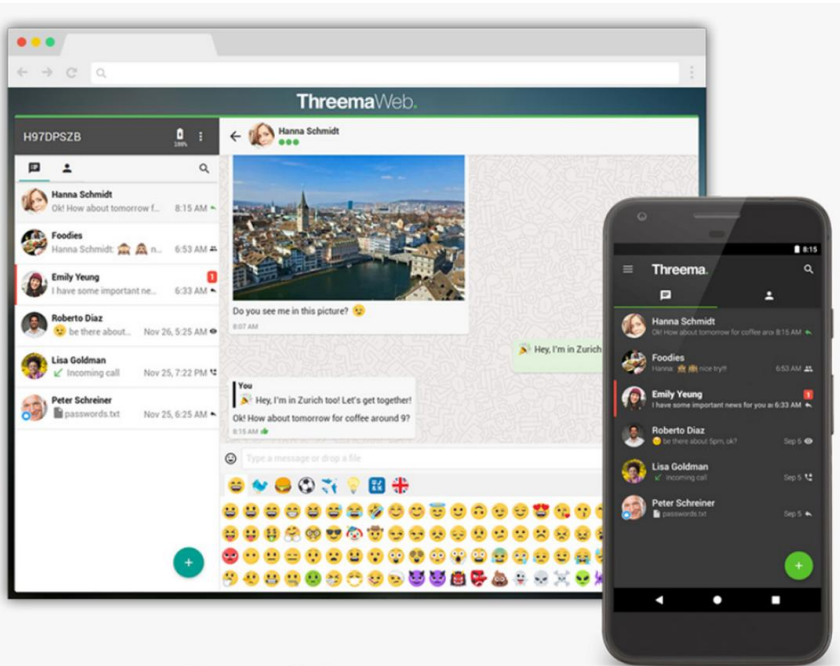 ThreemaWeb.
H97DPSZB
100%
Hanna Schmidt
Hanna Schmidt
Ok! How about tomorrow f... 8:15 AM
Foodies
Hanna Schmidt: n... 6:53 AM
Emily Yeung 1
I have some important ne... 6:33 AM
Roberto Diaz
be there about... Nov 26, 5:25 AM
Lisa Goldman
Incoming call Nov 25, 7:22 PM
Peter Schreiner
passwords.txt Nov 25, 6:25 AM
Do you see me in this picture?
8:07 AM
Hey, I'm in Zurich
You
Hey, I'm in Zurich too! Let's get together!
Ok! How about tomorrow for coffee around 9?
8:15 AM
Type a message or drop a file
8:15
Threema.
Hanna Schmidt
Ok! How about tomorrow for coffee arou 8:15 AM
Foodies
Hanna: nice try!! 6:53 AM
Emily Yeung 1
I have some important news for you a 6:33 AM
Roberto Diaz
be there about 5pm, ok? Sep 6
Lisa Goldman
Incoming call Sep 5
Peter Schreiner
passwords.txt Sep 5